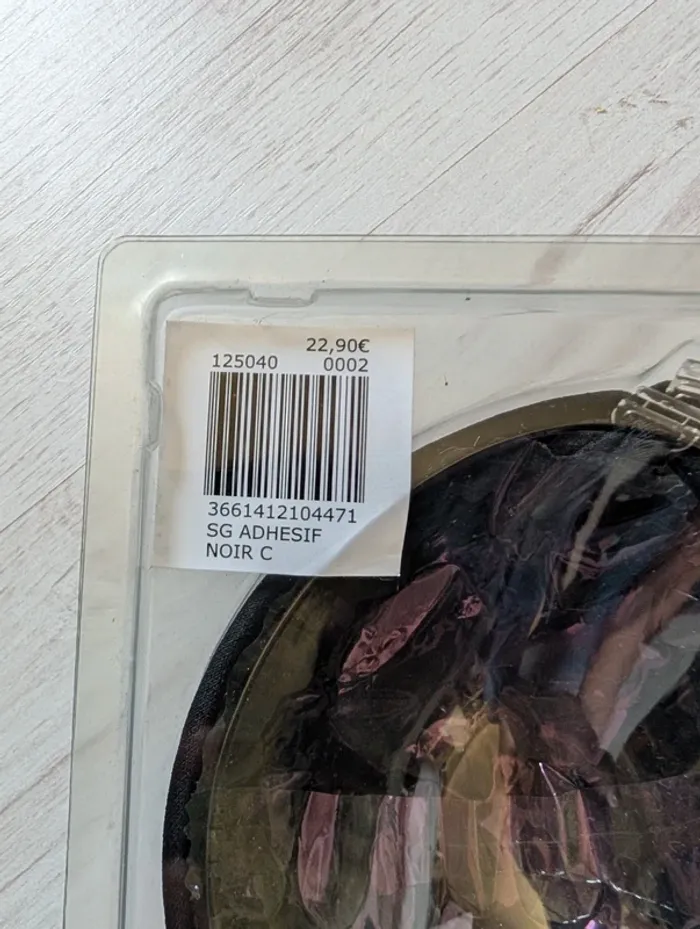 22,90€
125040 0002
3661412104471
SG ADHESIF
NOIR C